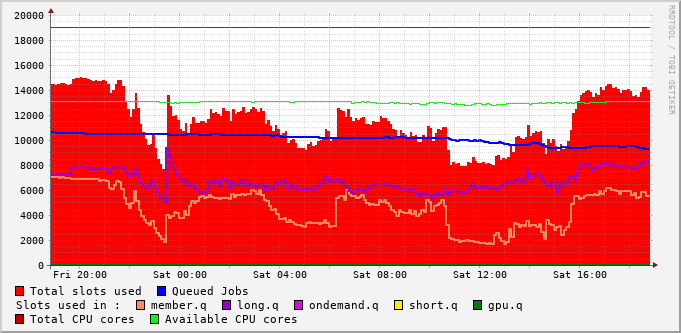 20000
18000
16000
14000
12000
10000
8000
6000
4000
2000
0
Fri 20:00 Sat 00:00 Sat 04:00 Sat 08:00 Sat 12:00 Sat 16:00
RRDTOOL / TOBI OETIKER
Total slots used Queued Jobs
Slots used in : member.q long.q ondemand.q short.q gpu.q
Total CPU cores Available CPU cores